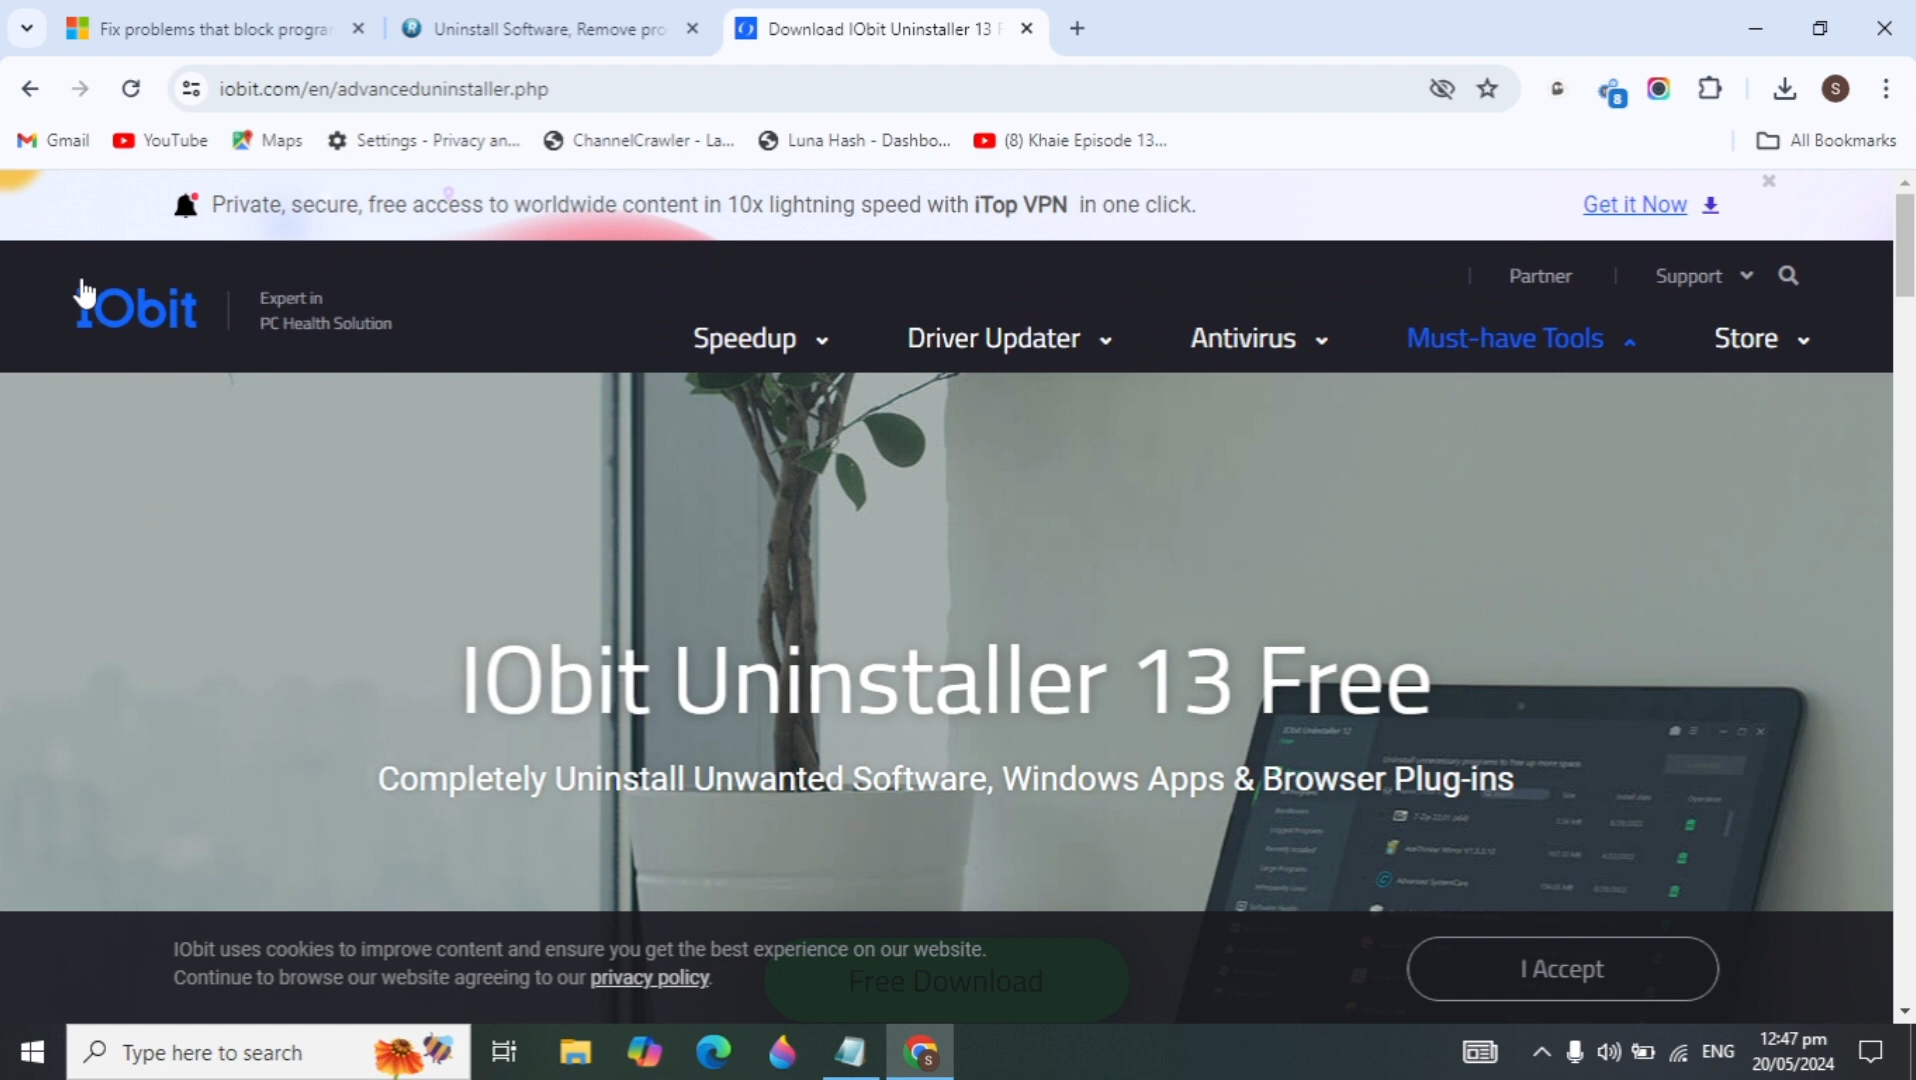 Fix problems that block progra
Uninstall Software, Remove pro
Download IObit Uninstaller 13 F
iobit.com/en/advanceduninstaller.php
8
S
Gmail
YouTube
Maps
Settings - Privacy an...
ChannelCrawler - La...
Luna Hash - Dashbo...
(8) Khaie Episode 13...
All Bookmarks
Private, secure, free access to worldwide content in 10x lightning speed with iTop VPN in one click.
Get it Now
IObit
Expert in
PC Health Solution
Partner
Support
Speedup
Driver Updater
Antivirus
Must-have Tools
Store
IObit Uninstaller 13 Free
Completely Uninstall Unwanted Software, Windows Apps & Browser Plug-ins
IObit Uninstaller 12
IObit uses cookies to improve content and ensure you get the best experience on our website.
Continue to browse our website agreeing to our privacy policy.
Free Download
I Accept
Type here to search
S
ENG
12:47 pm
20/05/2024